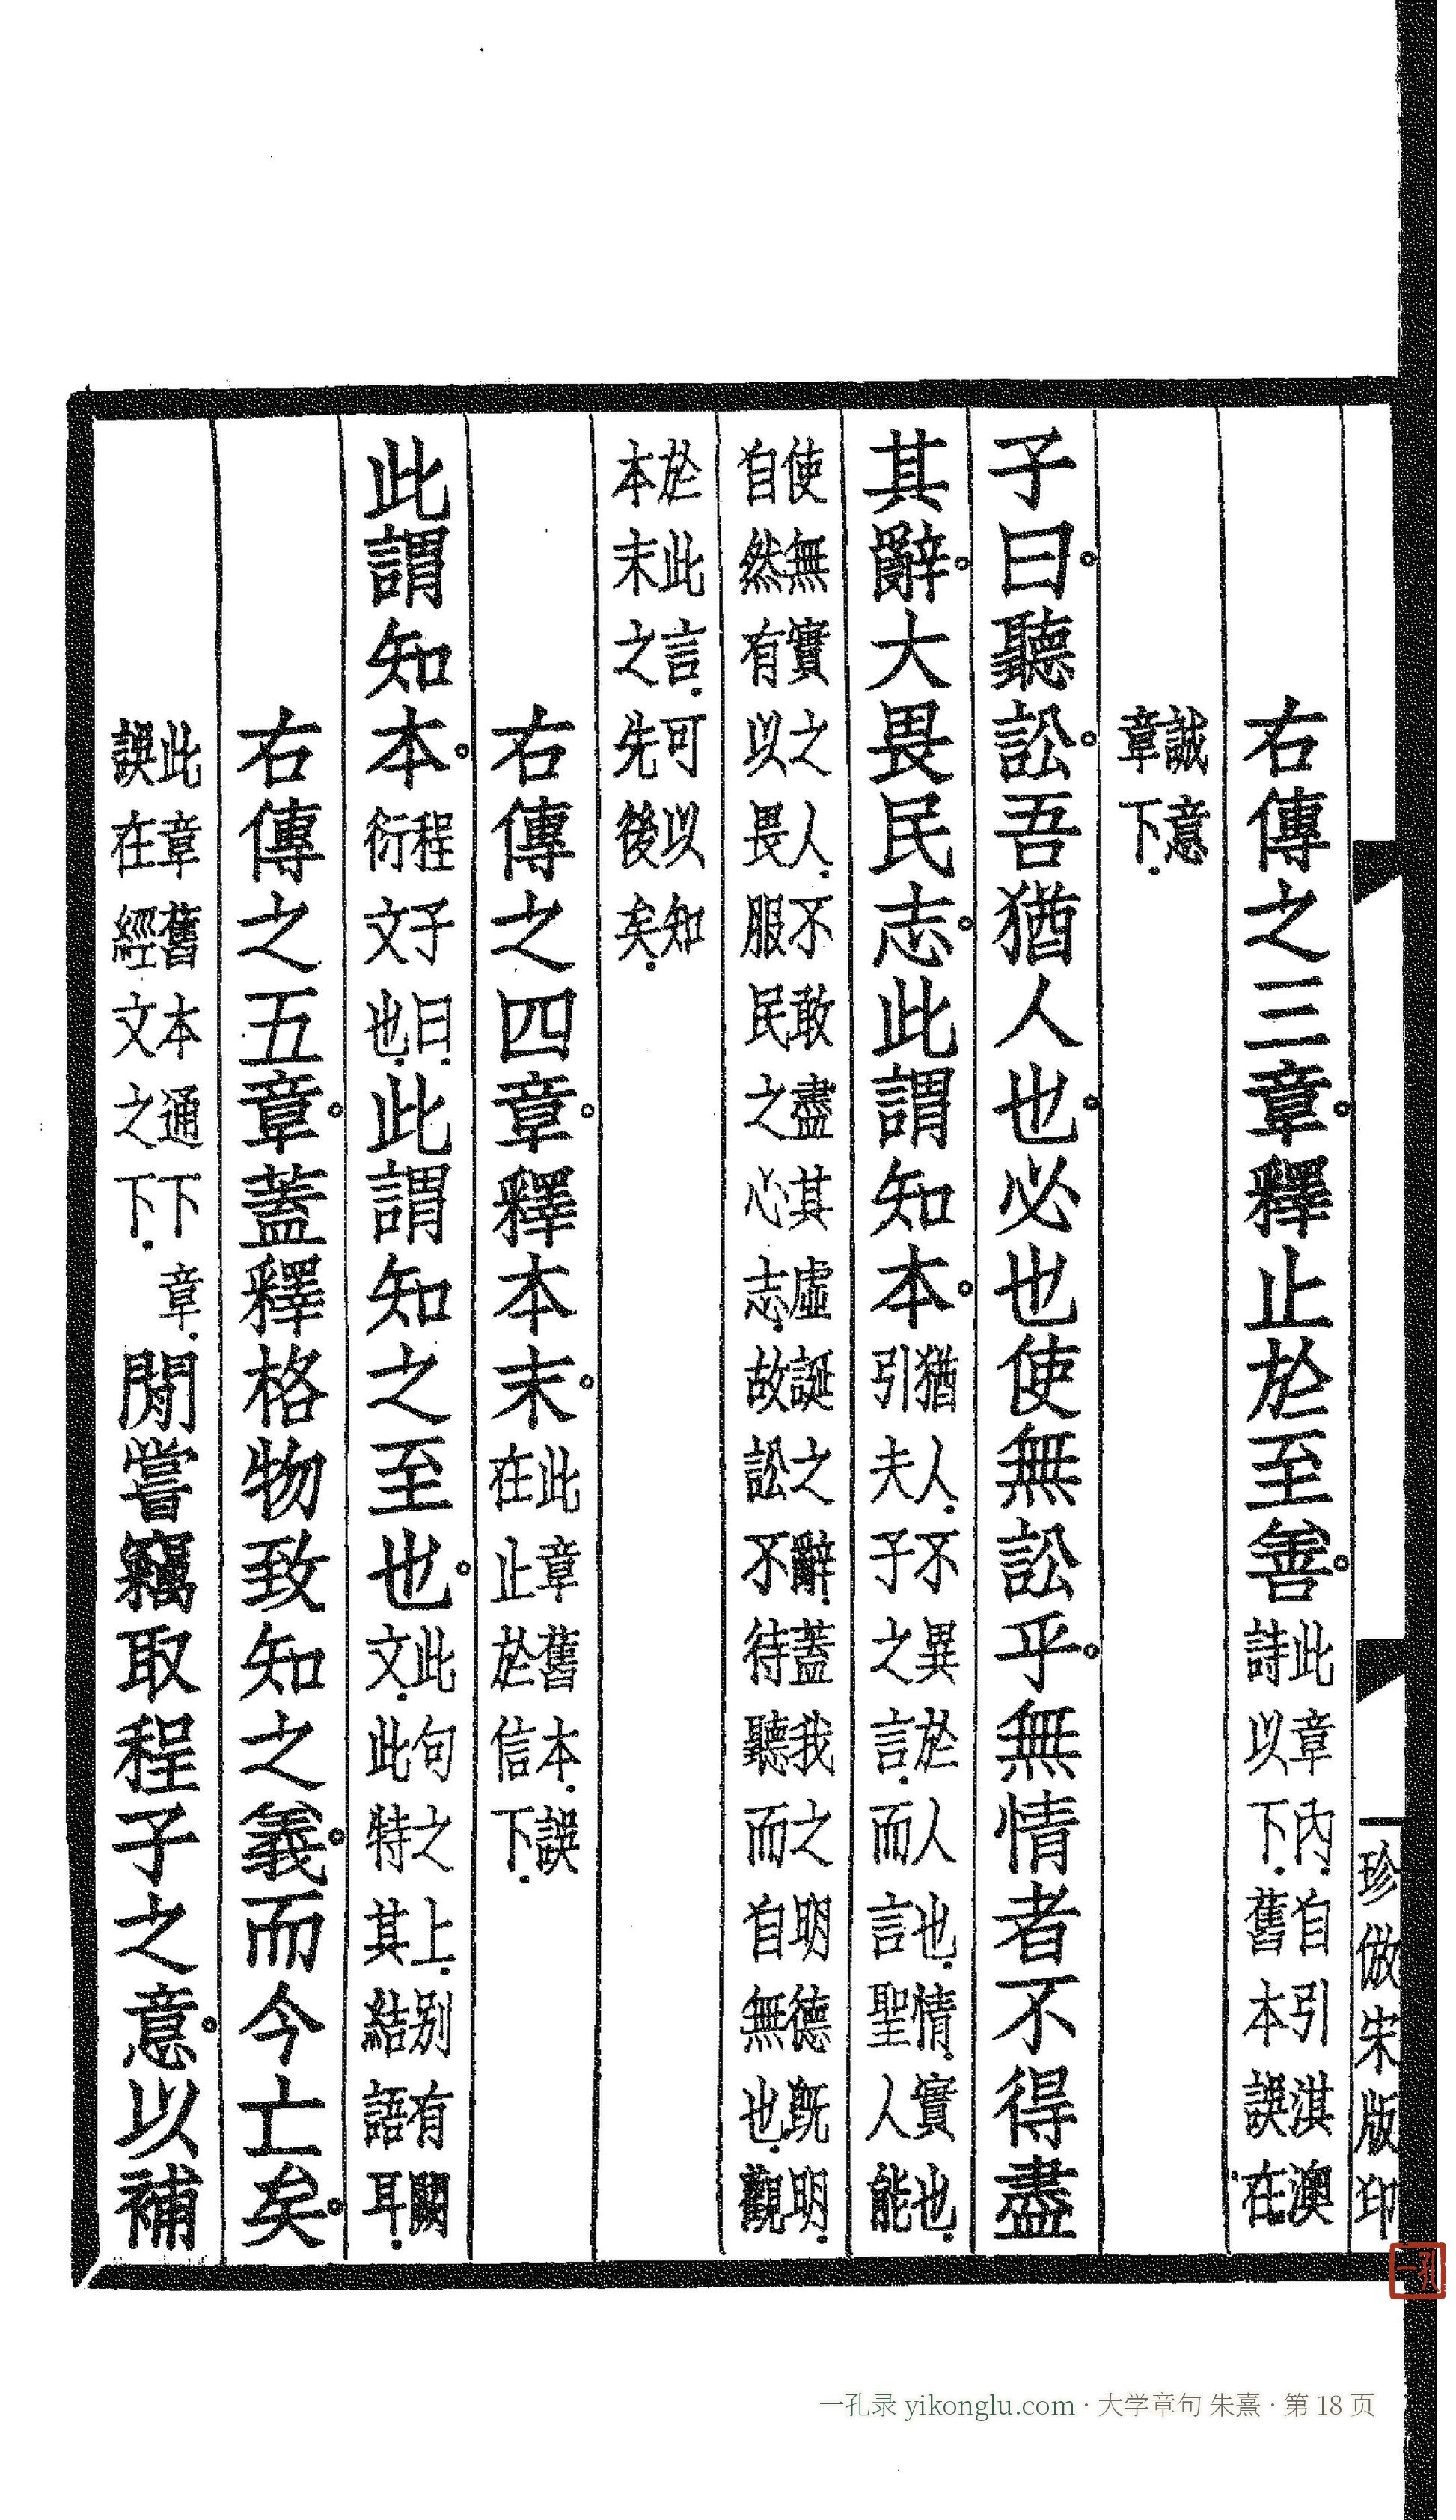 右傳之三章。釋止於至善。此章內.自引淇澳詩以下.舊本誤在
誠意章下.
子曰。聽訟。吾猶人也。必也使無訟乎。無情者不得盡
其辭。大畏民志。此謂知本。猶人.不異於人也.情.實也.引夫子之言.而言聖人能
使無實之人.不敢盡其虛誕之辭.蓋我之明德既明.自然有以畏服民之心志.故訟不待聽而自無也.觀
於此言.可以知本末之先後矣.
右傳之四章。釋本末。此章舊本.誤在止於信下.
此謂知本。程子曰.衍文也.此謂知之至也。此句之上.別有闕文.此特其結語耳.
右傳之五章。蓋釋格物致知之義。而今亡矣。
此章舊本通下章.誤在經文之下.閒嘗竊取程子之意。以補
珍倣宋版印
一孔
一孔录 yikonglu.com · 大学章句 朱熹 · 第 18 页